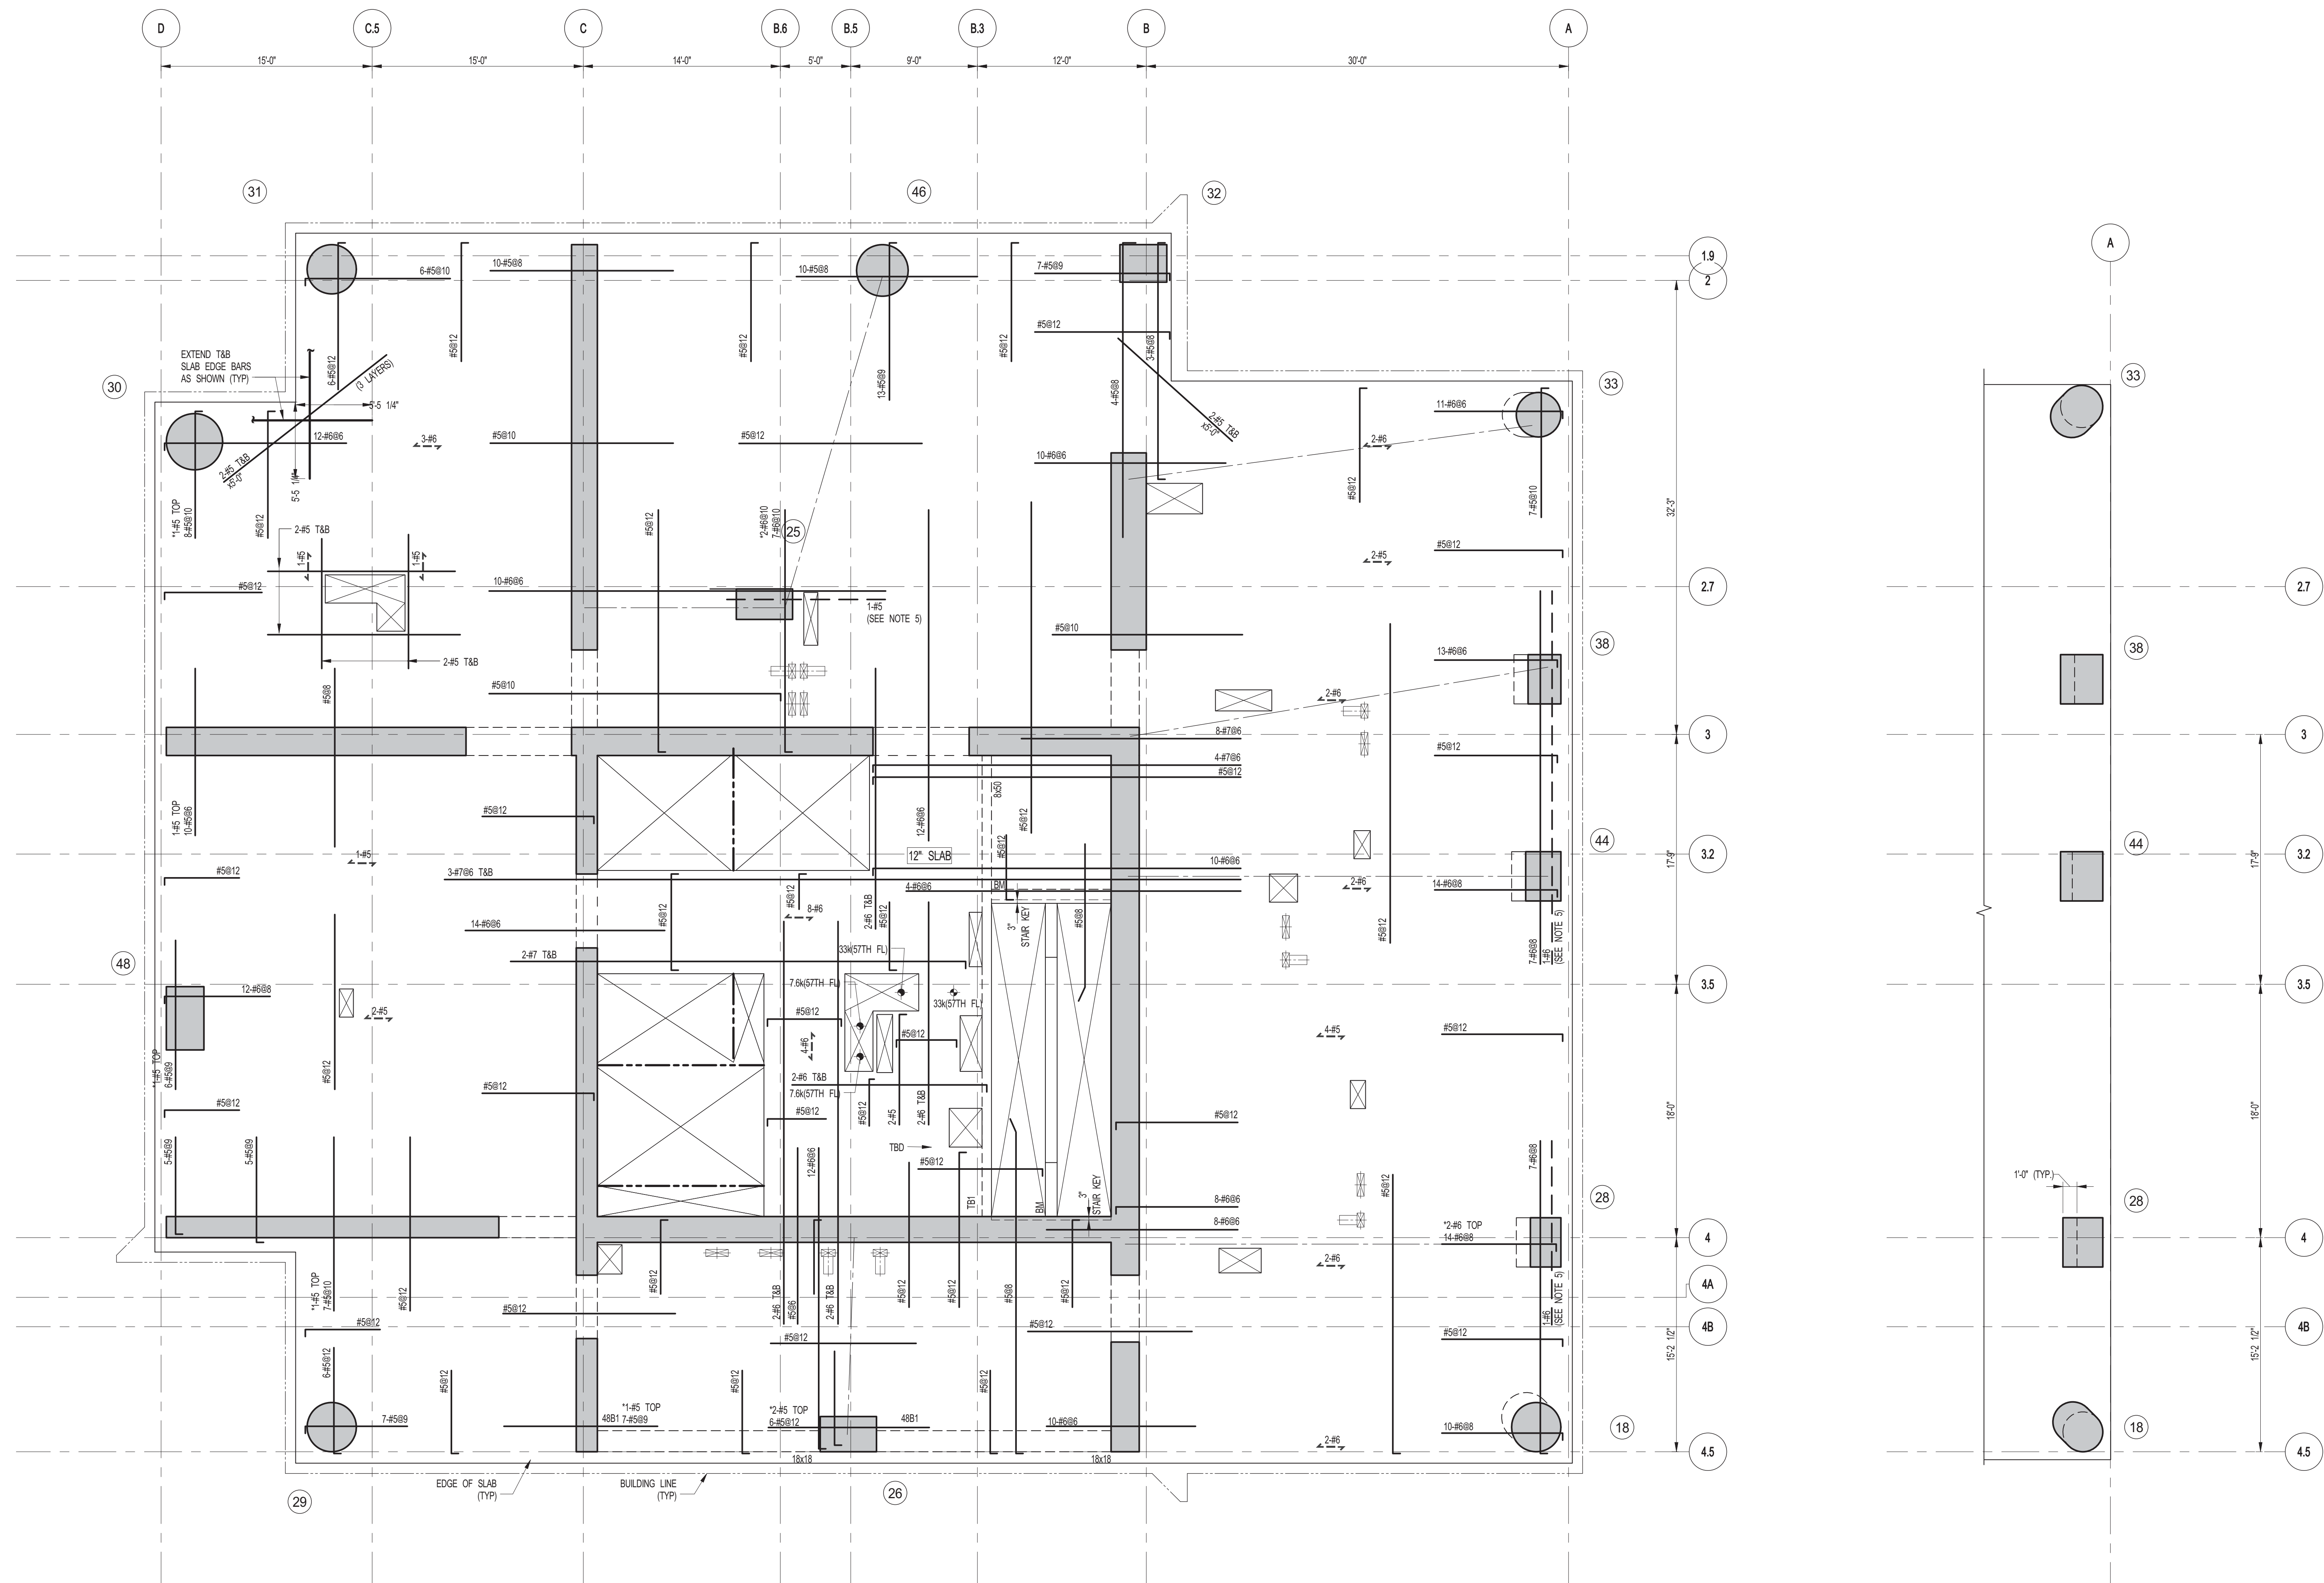 D
C.5
C
B.6
B.5
B.3
B
A
15'-0"
15'-0"
14'-0"
5'-0"
9'-0"
12'-0"
30'-0"
31
46
32
A
1.9
2
6-#5@10
10-#5@8
10-#5@8
7-#5@9
#5@12
#5@12
#5@12
#5@12
3-#5@8
4-#5@8
EXTEND T&B
SLAB EDGE BARS
AS SHOWN (TYP)
6-#5@12
(3 LAYERS)
13-#5@9
30
33
33
5'-5 1/4"
5'-5 1/4"
11-#6@6
12-#6@6
3-#6
#5@10
#5@12
2-#5 T&B
x5'-0"
2-#6
2-#5 T&B
x5'-0"
10-#6@6
*1-#5 TOP
8-#5@10
#5@12
#5@12
*2-#6@10
7-#6@10
25
#5@12
7-#5@10
32'-3"
2-#5 T&B
1-#5
1-#5
#5@12
2-#5
#5@12
10-#6@6
1-#5
(SEE NOTE 5)
2.7
2.7
#5@10
38
38
2-#5 T&B
13-#6@6
#5@8
#5@10
2-#6
8-#7@6
3
3
4-#7@6
#5@12
#5@12
8x50
1-#5 TOP
10-#5@6
#5@12
12-#6@6
#5@12
#5@12
12" SLAB
1-#5
44
44
3.2
3.2
17'-9"
17'-9"
10-#6@6
#5@12
3-#7@6 T&B
4-#6@6
BM
2-#6
14-#6@8
#5@12
#5@12
8-#6
2-#6 T&B
#5@12
3"
STAIR KEY
#5@8
#5@12
14-#6@6
7-#6@8
1-#6
(SEE NOTE 5)
33k(57TH FL)
2-#7 T&B
48
7.6k(57TH FL)
33k(57TH FL)
3.5
3.5
12-#6@8
2-#5
#5@12
#5@12
4-#6
4-#5
#5@12
*1-#5 TOP
6-#5@9
#5@12
2-#6 T&B
7.6k(57TH FL)
#5@12
#5@12
#5@12
#5@12
2-#5
2-#6 T&B
#5@12
18'-0"
18'-0"
5-#5@9
5-#5@9
TBD
12-#6@6
#5@12
TB1
BM
3"
STAIR KEY
#5@12
1'-0" (TYP.)
7-#6@8
28
28
8-#6@6
8-#6@6
*2-#6 TOP
14-#6@8
4
4
2-#6
*1-#5 TOP
7-#5@10
#5@12
#5@12
2-#6 T&B
#5@6
2-#6 T&B
#5@12
#5@12
#5@8
#5@12
1-#6
(SEE NOTE 5)
4A
#5@12
#5@12
#5@12
#5@12
#5@12
4B
4B
15'-2 1/2"
15'-2 1/2"
6-#5@12
#5@12
#5@12
#5@12
7-#5@9
*1-#5 TOP
48B1 7-#5@9
*2-#5 TOP
6-#5@12
48B1
10-#6@6
10-#6@8
18
18
2-#6
4.5
4.5
18x18
18x18
EDGE OF SLAB
(TYP)
BUILDING LINE
(TYP)
29
26